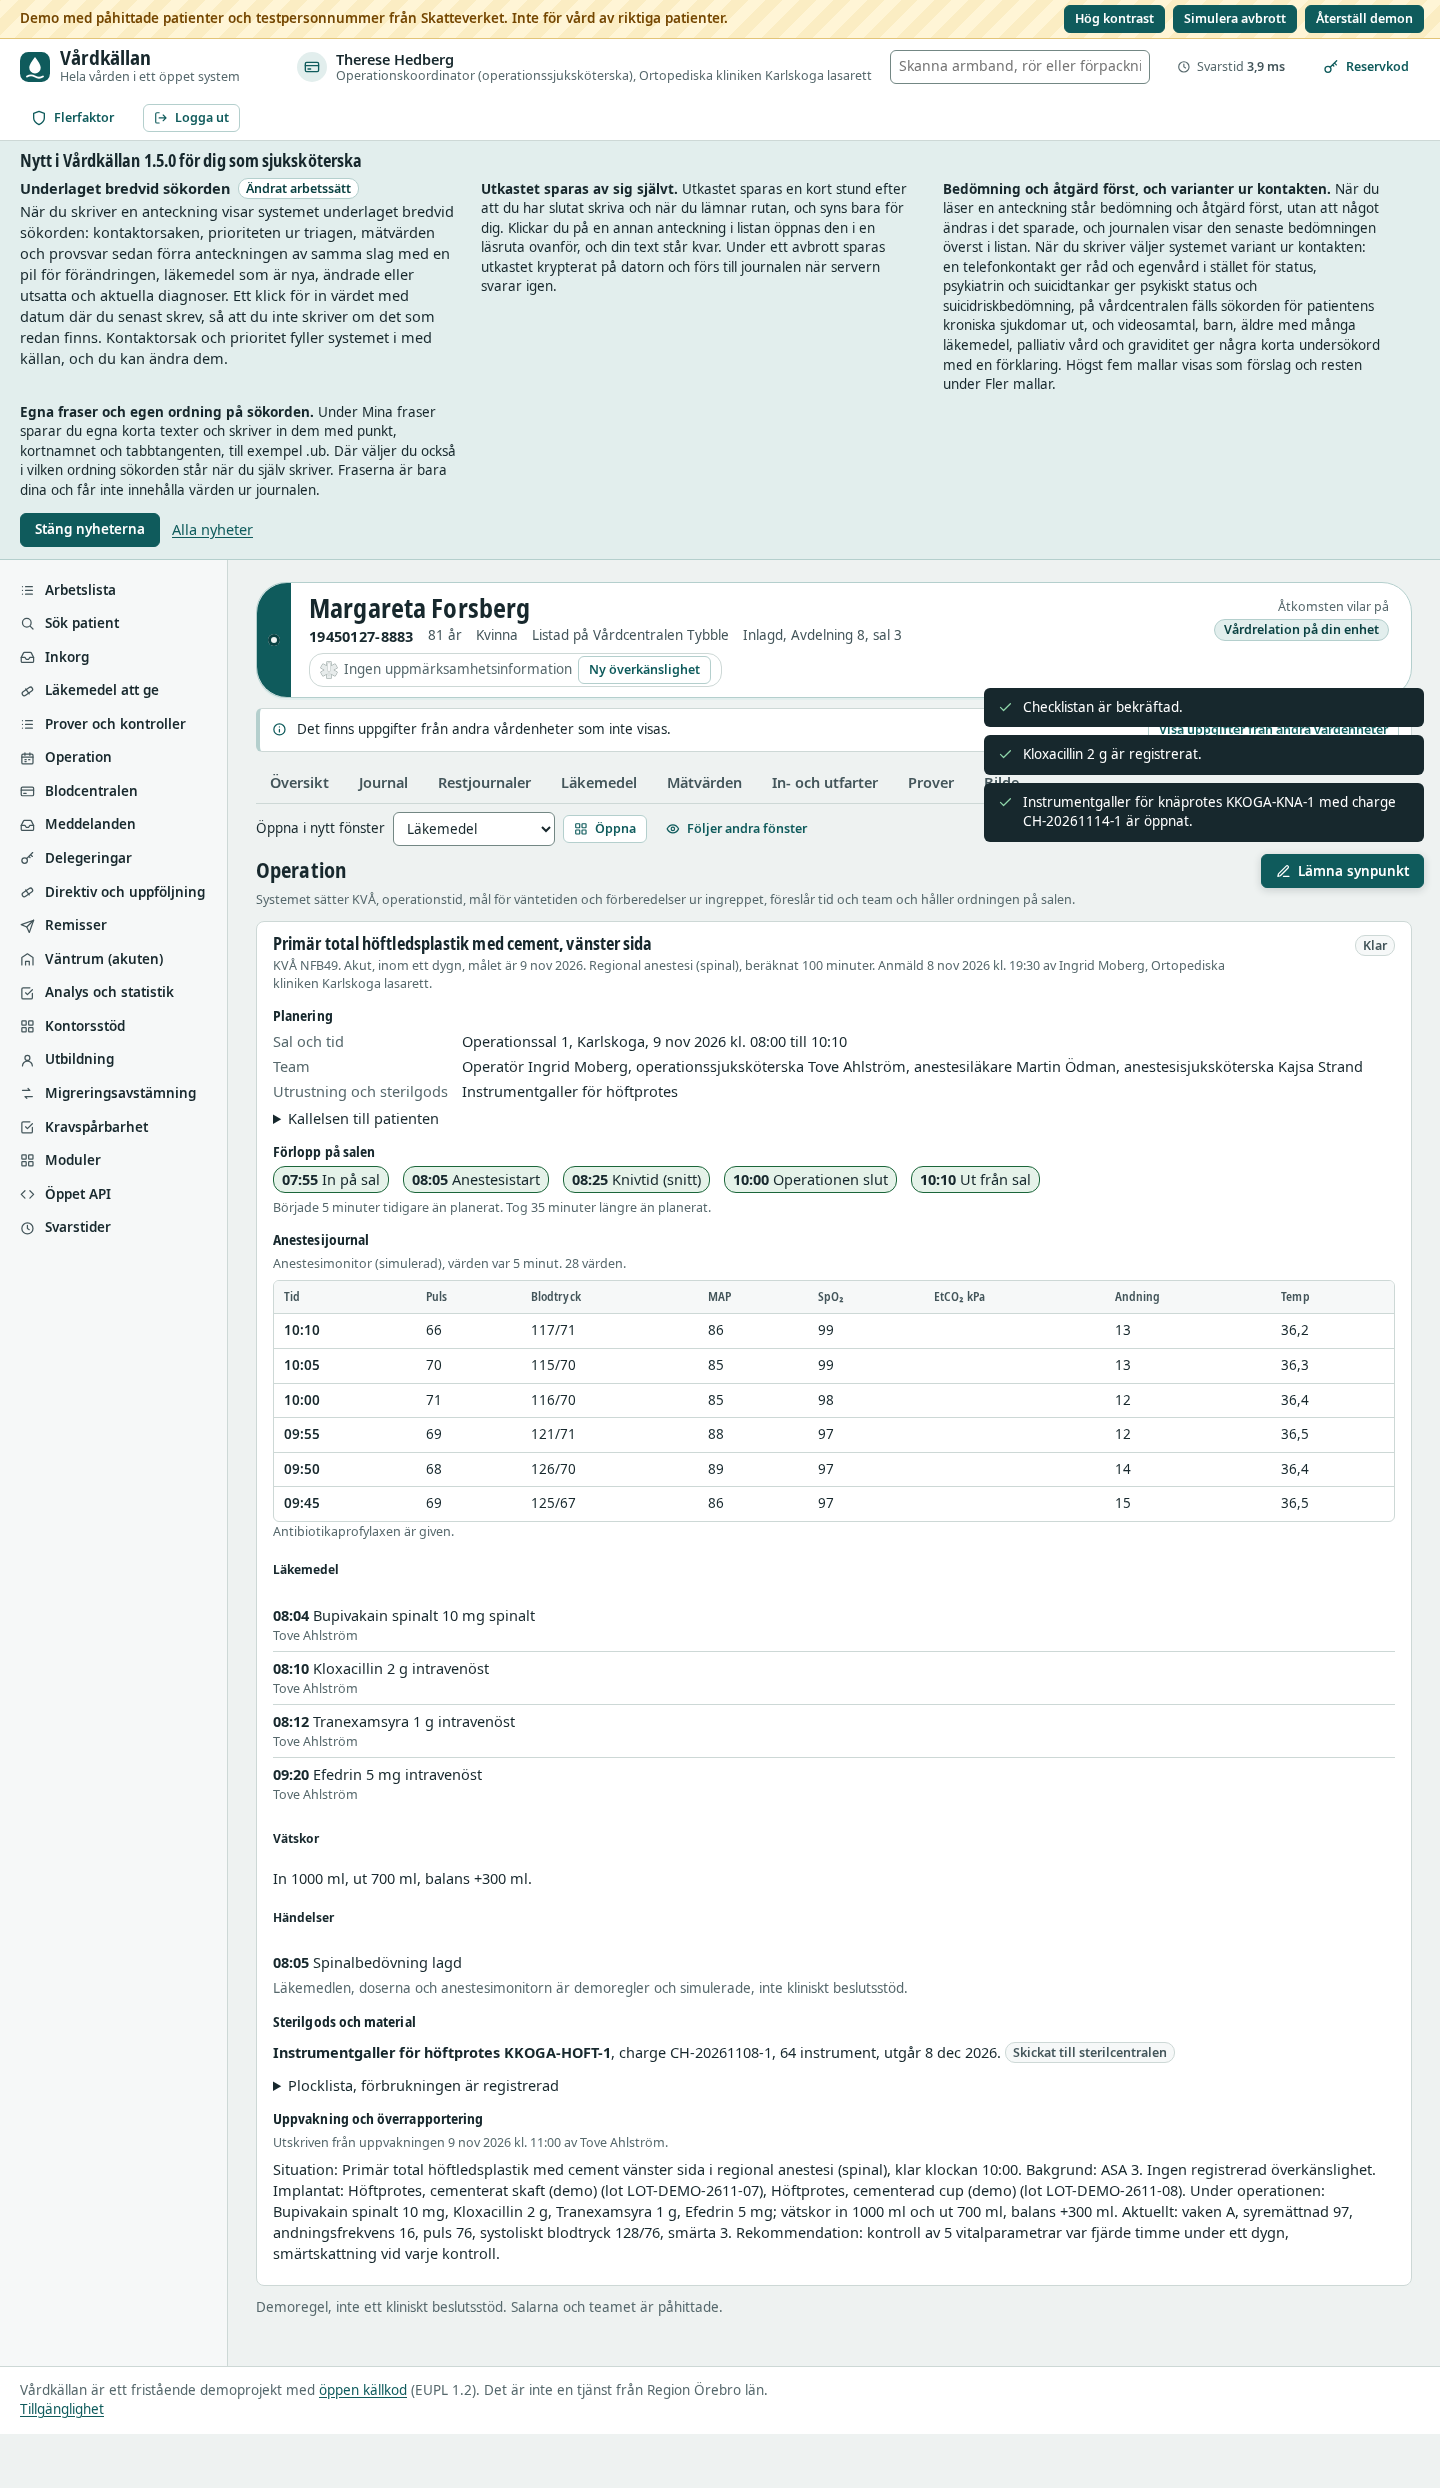 Demo med påhittade patienter och testpersonnummer från Skatteverket. Inte för vård av riktiga patienter.
Hög kontrast
Simulera avbrott
Återställ demon
Vårdkällan
Hela vården i ett öppet system
Therese Hedberg
Operationskoordinator (operationssjuksköterska), Ortopediska kliniken Karlskoga lasarett
Skanna armband, rör eller förpackni
Svarstid 3,9 ms
Reservkod
Flerfaktor
Logga ut
Nytt i Vårdkällan 1.5.0 för dig som sjuksköterska
Underlaget bredvid sökorden Ändrat arbetssätt
När du skriver en anteckning visar systemet underlaget bredvid
sökorden: kontaktorsaken, prioriteten ur triagen, mätvärden
och provsvar sedan förra anteckningen av samma slag med en
pil för förändringen, läkemedel som är nya, ändrade eller
utsatta och aktuella diagnoser. Ett klick för in värdet med
datum där du senast skrev, så att du inte skriver om det som
redan finns. Kontaktorsak och prioritet fyller systemet i med
källan, och du kan ändra dem.
Utkastet sparas av sig självt. Utkastet sparas en kort stund efter
att du har slutat skriva och när du lämnar rutan, och syns bara för
dig. Klickar du på en annan anteckning i listan öppnas den i en
läsruta ovanför, och din text står kvar. Under ett avbrott sparas
utkastet krypterat på datorn och förs till journalen när servern
svarar igen.
Bedömning och åtgärd först, och varianter ur kontakten. När du
läser en anteckning står bedömning och åtgärd först, utan att något
ändras i det sparade, och journalen visar den senaste bedömningen
överst i listan. När du skriver väljer systemet variant ur kontakten:
en telefonkontakt ger råd och egenvård i stället för status,
psykiatrin och suicidtankar ger psykiskt status och
suicidriskbedömning, på vårdcentralen fälls sökorden för patientens
kroniska sjukdomar ut, och videosamtal, barn, äldre med många
läkemedel, palliativ vård och graviditet ger några korta undersökord
med en förklaring. Högst fem mallar visas som förslag och resten
under Fler mallar.
Egna fraser och egen ordning på sökorden. Under Mina fraser
sparar du egna korta texter och skriver in dem med punkt,
kortnamnet och tabbtangenten, till exempel .ub. Där väljer du också
i vilken ordning sökorden står när du själv skriver. Fraserna är bara
dina och får inte innehålla värden ur journalen.
Stäng nyheterna
Alla nyheter
Arbetslista
Sök patient
Inkorg
Läkemedel att ge
Prover och kontroller
Operation
Blodcentralen
Meddelanden
Delegeringar
Direktiv och uppföljning
Remisser
Väntrum (akuten)
Analys och statistik
Kontorsstöd
Utbildning
Migreringsavstämning
Kravspårbarhet
Moduler
Öppet API
Svarstider
Margareta Forsberg
19450127-8883 81 år Kvinna Listad på Vårdcentralen Tybble Inlagd, Avdelning 8, sal 3
Ingen uppmärksamhetsinformation Ny överkänslighet
Åtkomsten vilar på
Vårdrelation på din enhet
Det finns uppgifter från andra vårdenheter som inte visas.
Visa uppgifter från andra vårdenheter
Checklistan är bekräftad.
Kloxacillin 2 g är registrerat.
Instrumentgaller för knäprotes KKOGA-KNA-1 med charge
CH-20261114-1 är öppnat.
Översikt Journal Restjournaler Läkemedel Mätvärden In- och utfarter Prover Bilde
Öppna i nytt fönster Läkemedel Öppna Följer andra fönster
Operation
Lämna synpunkt
Systemet sätter KVÅ, operationstid, mål för väntetiden och förberedelser ur ingreppet, föreslår tid och team och håller ordningen på salen.
Primär total höftledsplastik med cement, vänster sida
Klar
KVÅ NFB49. Akut, inom ett dygn, målet är 9 nov 2026. Regional anestesi (spinal), beräknat 100 minuter. Anmäld 8 nov 2026 kl. 19:30 av Ingrid Moberg, Ortopediska
kliniken Karlskoga lasarett.
Planering
Sal och tid Operationssal 1, Karlskoga, 9 nov 2026 kl. 08:00 till 10:10
Team Operatör Ingrid Moberg, operationssjuksköterska Tove Ahlström, anestesiläkare Martin Ödman, anestesisjuksköterska Kajsa Strand
Utrustning och sterilgods Instrumentgaller för höftprotes
Kallelsen till patienten
Förlopp på salen
07:55 In på sal 08:05 Anestesistart 08:25 Knivtid (snitt) 10:00 Operationen slut 10:10 Ut från sal
Började 5 minuter tidigare än planerat. Tog 35 minuter längre än planerat.
Anestesijournal
Anestesimonitor (simulerad), värden var 5 minut. 28 värden.
Tid Puls Blodtryck MAP SpO₂ EtCO₂ kPa Andning Temp
10:10 66 117/71 86 99 13 36,2
10:05 70 115/70 85 99 13 36,3
10:00 71 116/70 85 98 12 36,4
09:55 69 121/71 88 97 12 36,5
09:50 68 126/70 89 97 14 36,4
09:45 69 125/67 86 97 15 36,5
Antibiotikaprofylaxen är given.
Läkemedel
08:04 Bupivakain spinalt 10 mg spinalt
Tove Ahlström
08:10 Kloxacillin 2 g intravenöst
Tove Ahlström
08:12 Tranexamsyra 1 g intravenöst
Tove Ahlström
09:20 Efedrin 5 mg intravenöst
Tove Ahlström
Vätskor
In 1000 ml, ut 700 ml, balans +300 ml.
Händelser
08:05 Spinalbedövning lagd
Läkemedlen, doserna och anestesimonitorn är demoregler och simulerade, inte kliniskt beslutsstöd.
Sterilgods och material
Instrumentgaller för höftprotes KKOGA-HOFT-1, charge CH-20261108-1, 64 instrument, utgår 8 dec 2026. Skickat till sterilcentralen
Plocklista, förbrukningen är registrerad
Uppvakning och överrapportering
Utskriven från uppvakningen 9 nov 2026 kl. 11:00 av Tove Ahlström.
Situation: Primär total höftledsplastik med cement vänster sida i regional anestesi (spinal), klar klockan 10:00. Bakgrund: ASA 3. Ingen registrerad överkänslighet.
Implantat: Höftprotes, cementerat skaft (demo) (lot LOT-DEMO-2611-07), Höftprotes, cementerad cup (demo) (lot LOT-DEMO-2611-08). Under operationen:
Bupivakain spinalt 10 mg, Kloxacillin 2 g, Tranexamsyra 1 g, Efedrin 5 mg; vätskor in 1000 ml och ut 700 ml, balans +300 ml. Aktuellt: vaken A, syremättnad 97,
andningsfrekvens 16, puls 76, systoliskt blodtryck 128/76, smärta 3. Rekommendation: kontroll av 5 vitalparametrar var fjärde timme under ett dygn,
smärtskattning vid varje kontroll.
Demoregel, inte ett kliniskt beslutsstöd. Salarna och teamet är påhittade.
Vårdkällan är ett fristående demoprojekt med öppen källkod (EUPL 1.2). Det är inte en tjänst från Region Örebro län.
Tillgänglighet